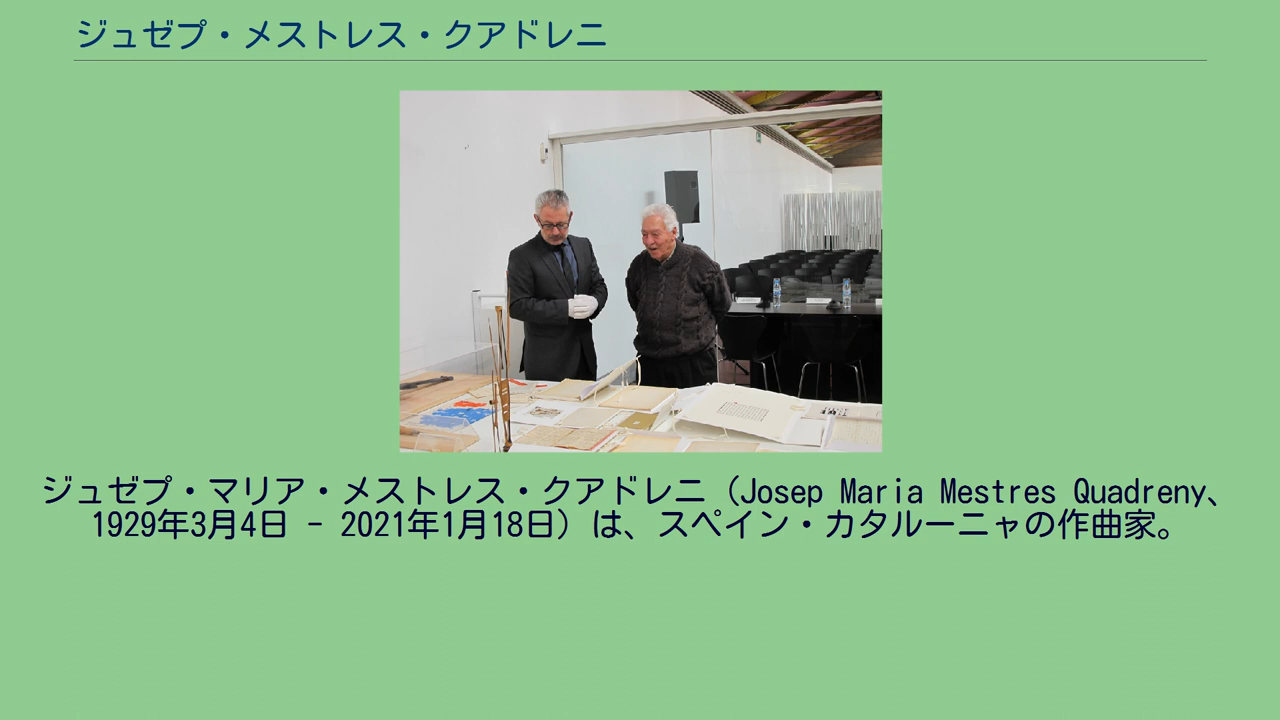 ジュゼプ・メストレス・クアドレニ
ジュゼプ・マリア・メストレス・クアドレニ（Josep Maria Mestres Quadreny、
1929年3月4日 - 2021年1月18日）は、スペイン・カタルーニャの作曲家。